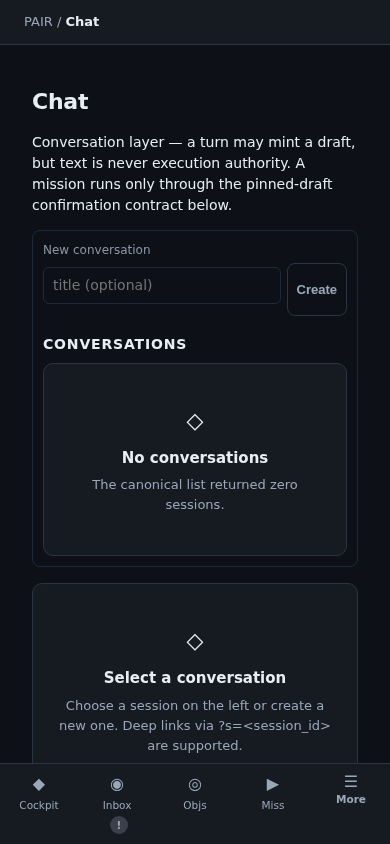 PAIR / Chat
Chat
Conversation layer — a turn may mint a draft,
but text is never execution authority. A
mission runs only through the pinned-draft
confirmation contract below.
New conversation
title (optional)
Create
CONVERSATIONS
No conversations
The canonical list returned zero
sessions.
Select a conversation
Choose a session on the left or create a
new one. Deep links via ?s=<session_id>
are supported.
Cockpit
Inbox
Objs
Miss
More
!